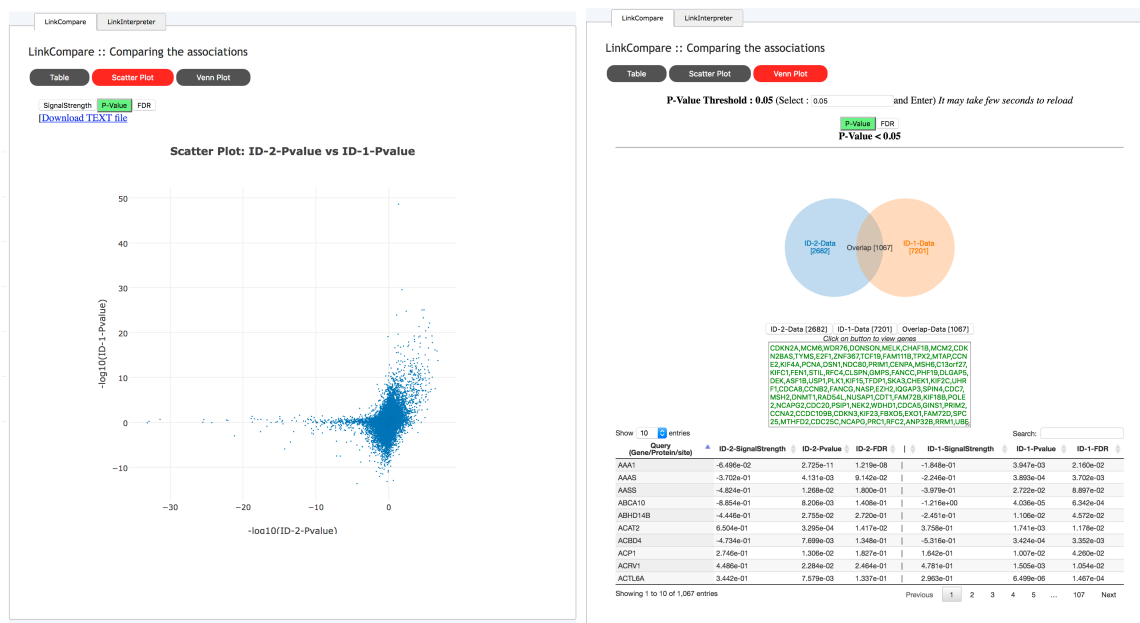 LinkCompare LinkInterpreter
LinkCompare :: Comparing the associations
Table Scatter Plot Venn Plot
SignalStrength P-Value FDR
[Download TEXT file
Scatter Plot: ID-2-Pvalue vs ID-1-Pvalue
50
40
30
20
10
0
−10
-log10(ID-1-Pvalue)
−30 −20 −10 0
-log10(ID-2-Pvalue)
LinkCompare LinkInterpreter
LinkCompare :: Comparing the associations
Table Scatter Plot Venn Plot
P-Value Threshold : 0.05 (Select : 0.05 and Enter) It may take few seconds to reload
P-Value FDR
P-Value < 0.05
ID-2-Data Overlap [1067] ID-1-Data
[2682] [7201]
ID-2-Data [2682] ID-1-Data [7201] Overlap-Data [1067]
Click on button to view genes
CDKN2A,MCM6,WDR76,DONSON,MELK,CHAF1B,MCM2,CDK
N2BAS,TYMS,E2F1,ZNF367,TCF19,FAM111B,TPX2,MTAP,CCN
E2,KIF4A,PCNA,DSN1,NDC80,PRIM1,CENPA,MSH6,C13orf27,
KIFC1,FEN1,STIL,RFC4,CLSPN,GMPS,FANCC,PHF19,DLGAP5,
DEK,ASF1B,USP1,PLK1,KIF15,TFDP1,SKA3,CHEK1,KIF2C,UHR
F1,CDCA8,CCNB2,FANCG,NASP,EZH2,IQGAP3,SPIN4,CDC7,
MSH2,DNMT1,RAD54L,NUSAP1,CDT1,FAM72B,KIF18B,POLE
2,NCAPG2,CDC20,PSIP1,NEK2,WDHD1,CDCA5,GINS1,PRIM2,
CCNA2,CCDC109B,CDKN3,KIF23,FBXO5,EXO1,FAM72D,SPC
25,MTHFD2,CDC25C,NCAPG,PRC1,RFC2,ANP32B,RRM1,UBE
Show 10 entries Search:
Query
(Gene/Protein/site) ID-2-SignalStrength ID-2-Pvalue ID-2-FDR | ID-1-SignalStrength ID-1-Pvalue ID-1-FDR
AAA1 -6.496e-02 2.725e-11 1.219e-08 | -1.848e-01 3.947e-03 2.160e-02
AAAS -3.702e-01 4.131e-03 9.142e-02 | -2.246e-01 3.893e-04 3.702e-03
AASS -4.824e-01 1.268e-02 1.800e-01 | -3.979e-01 2.722e-02 8.897e-02
ABCA10 -8.854e-01 8.206e-03 1.408e-01 | -1.216e+00 4.036e-05 6.342e-04
ABHD14B -4.446e-01 2.755e-02 2.720e-01 | -2.451e-01 1.106e-02 4.572e-02
ACAT2 6.504e-01 3.295e-04 1.417e-02 | 3.758e-01 1.741e-03 1.178e-02
ACBD4 -4.734e-01 7.699e-03 1.348e-01 | -5.316e-01 3.424e-04 3.352e-03
ACP1 2.746e-01 1.306e-02 1.827e-01 | 1.642e-01 1.007e-02 4.260e-02
ACRV1 4.486e-01 2.284e-02 2.464e-01 | 4.781e-01 1.505e-03 1.054e-02
ACTL6A 3.442e-01 7.579e-03 1.337e-01 | 2.963e-01 6.499e-06 1.467e-04
Showing 1 to 10 of 1,067 entries Previous 1 2 3 4 5 ... 107 Next